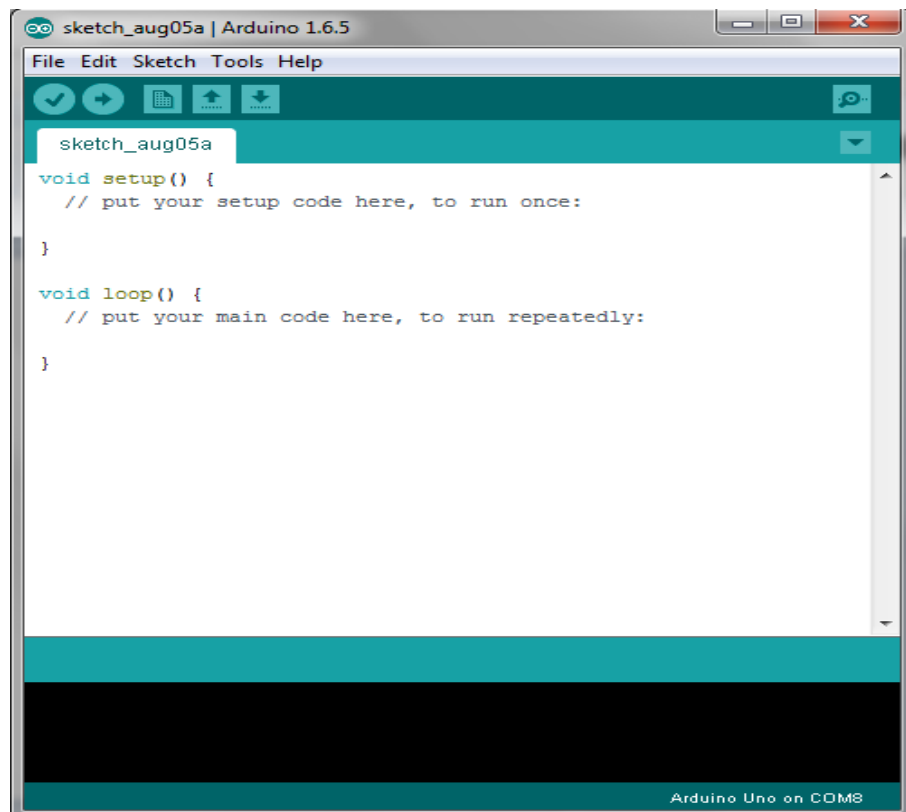 sketch_aug05a | Arduino 1.6.5
File Edit Sketch Tools Help
sketch_aug05a
void setup() {
  // put your setup code here, to run once:
}
void loop() {
  // put your main code here, to run repeatedly:
}
Arduino Uno on COM8